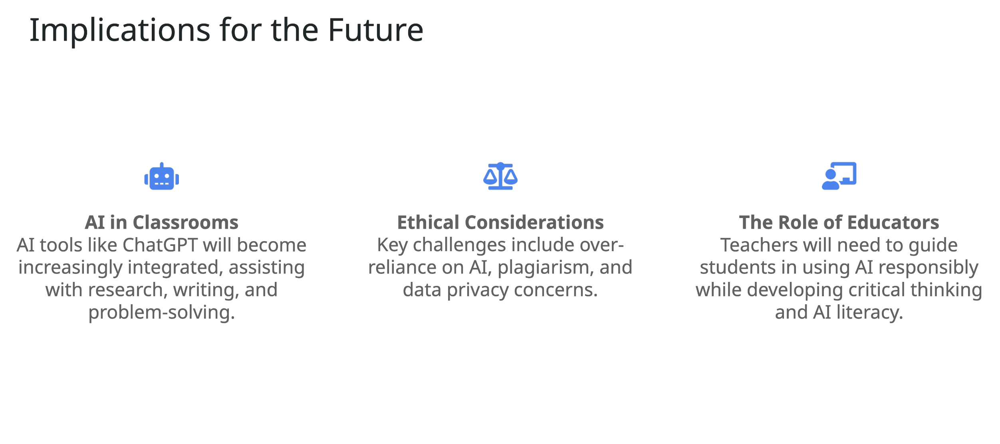 Implications for the Future
AI in Classrooms
AI tools like ChatGPT will become
increasingly integrated, assisting
with research, writing, and
problem-solving.
Ethical Considerations
Key challenges include over-
reliance on AI, plagiarism, and
data privacy concerns.
The Role of Educators
Teachers will need to guide
students in using AI responsibly
while developing critical thinking
and AI literacy.